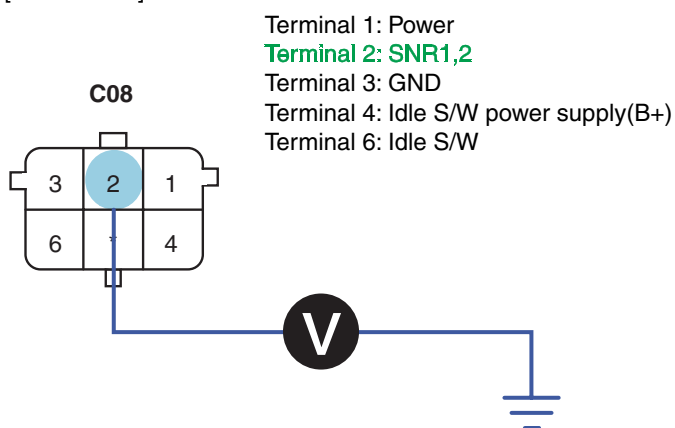 Terminal 1: Power
Terminal 2: SNR1,2
Terminal 3: GND
Terminal 4: Idle S/W power supply(B+)
Terminal 6: Idle S/W
C08
3 2 1
6 * 4
V